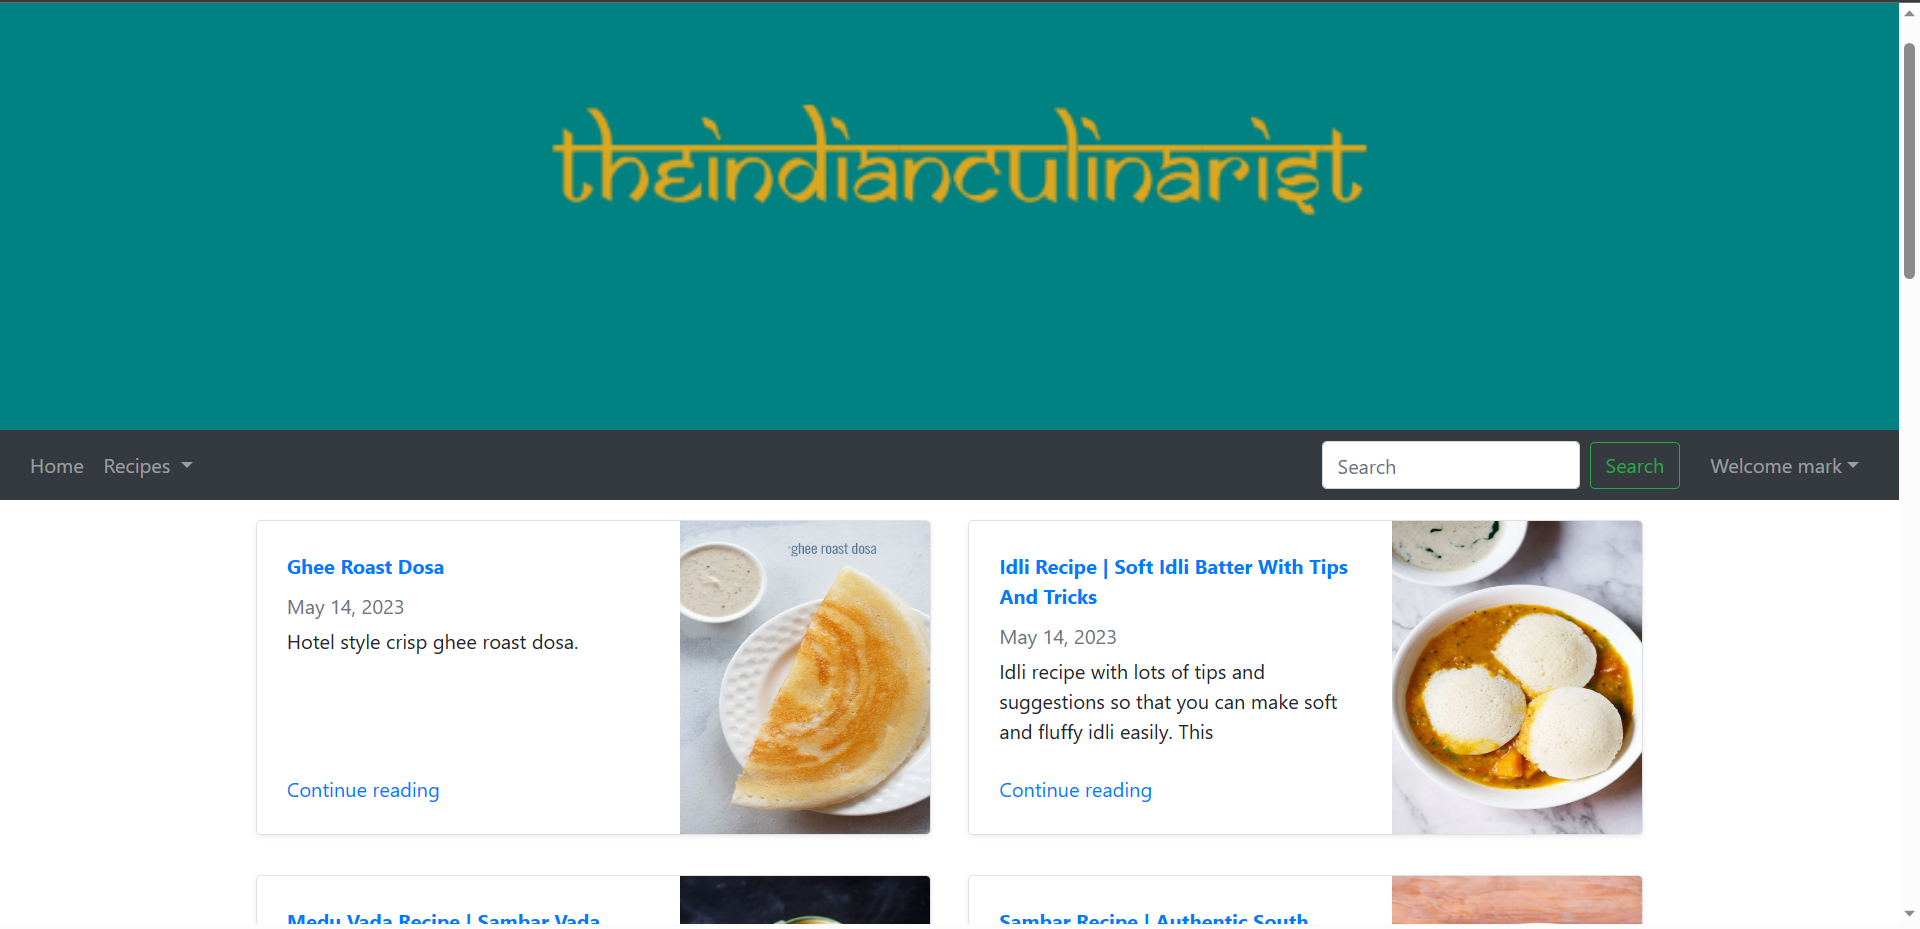 theindianculinarist
Home Recipes Search Search Welcome mark
Ghee Roast Dosa
May 14, 2023
Hotel style crisp ghee roast dosa.
Continue reading
ghee roast dosa
Idli Recipe | Soft Idli Batter With Tips
And Tricks
May 14, 2023
Idli recipe with lots of tips and
suggestions so that you can make soft
and fluffy idli easily. This
Continue reading
Medu Vada Recipe | Sambar Vada
Sambar Recipe | Authentic South